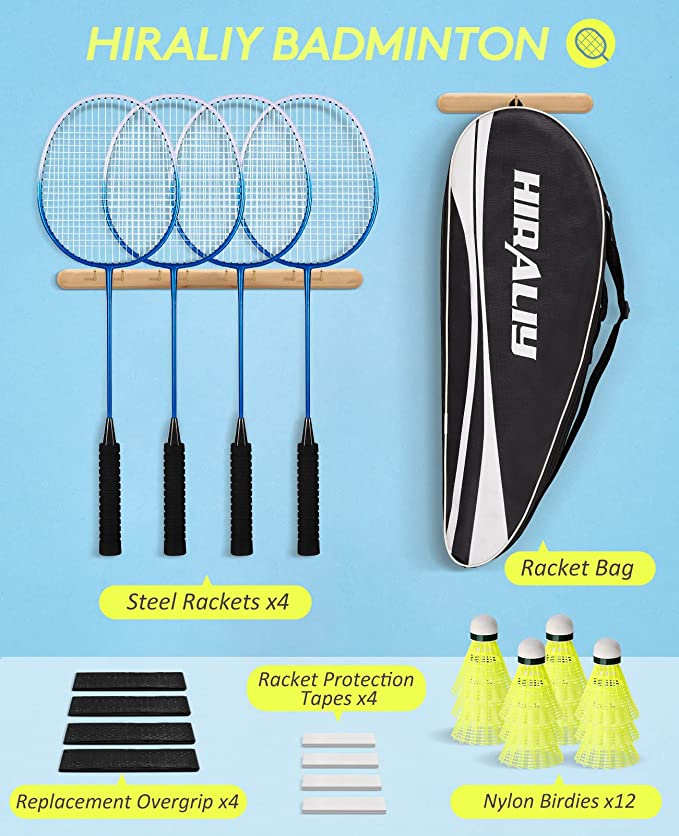 HIRALIY BADMINTON
HIRALIY
Steel Rackets x4
Racket Bag
Racket Protection
Tapes x4
Replacement Overgrip x4
Nylon Birdies x12